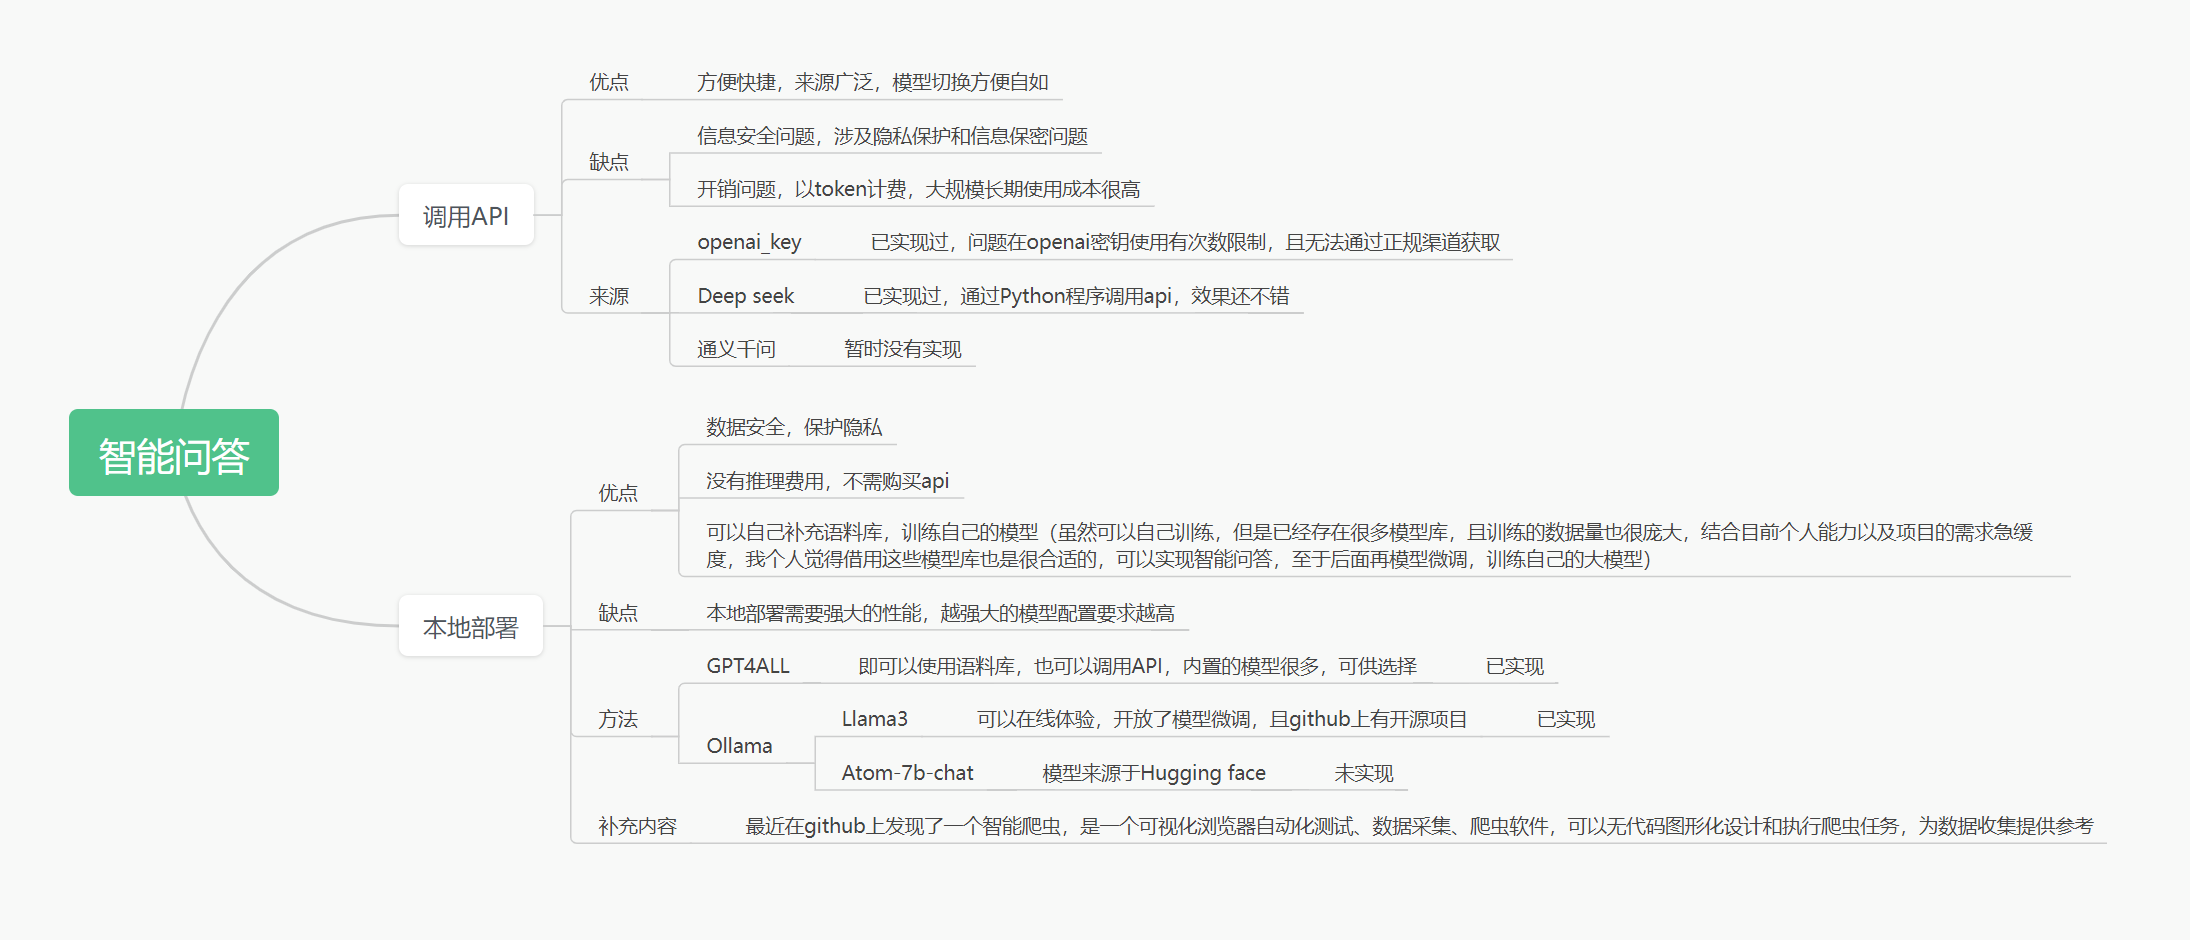 智能问答
调用API
优点
方便快捷，来源广泛，模型切换方便自如
缺点
信息安全问题，涉及隐私保护和信息保密问题
开销问题，以token计费，大规模长期使用成本很高
来源
openai_key
已实现过，问题在openai密钥使用有次数限制，且无法通过正规渠道获取
Deep seek
已实现过，通过Python程序调用api，效果还不错
通义千问
暂时没有实现
本地部署
优点
数据安全，保护隐私
没有推理费用，不需购买api
可以自己补充语料库，训练自己的模型（虽然可以自己训练，但是已经存在很多模型库，且训练的数据量也很庞大，结合目前个人能力以及项目的需求急缓
度，我个人觉得借用这些模型库也是很合适的，可以实现智能问答，至于后面再模型微调，训练自己的大模型）
缺点
本地部署需要强大的性能，越强大的模型配置要求越高
方法
GPT4ALL
即可以使用语料库，也可以调用API，内置的模型很多，可供选择
已实现
Ollama
Llama3
可以在线体验，开放了模型微调，且github上有开源项目
已实现
Atom-7b-chat
模型来源于Hugging face
未实现
补充内容
最近在github上发现了一个智能爬虫，是一个可视化浏览器自动化测试、数据采集、爬虫软件，可以无代码图形化设计和执行爬虫任务，为数据收集提供参考